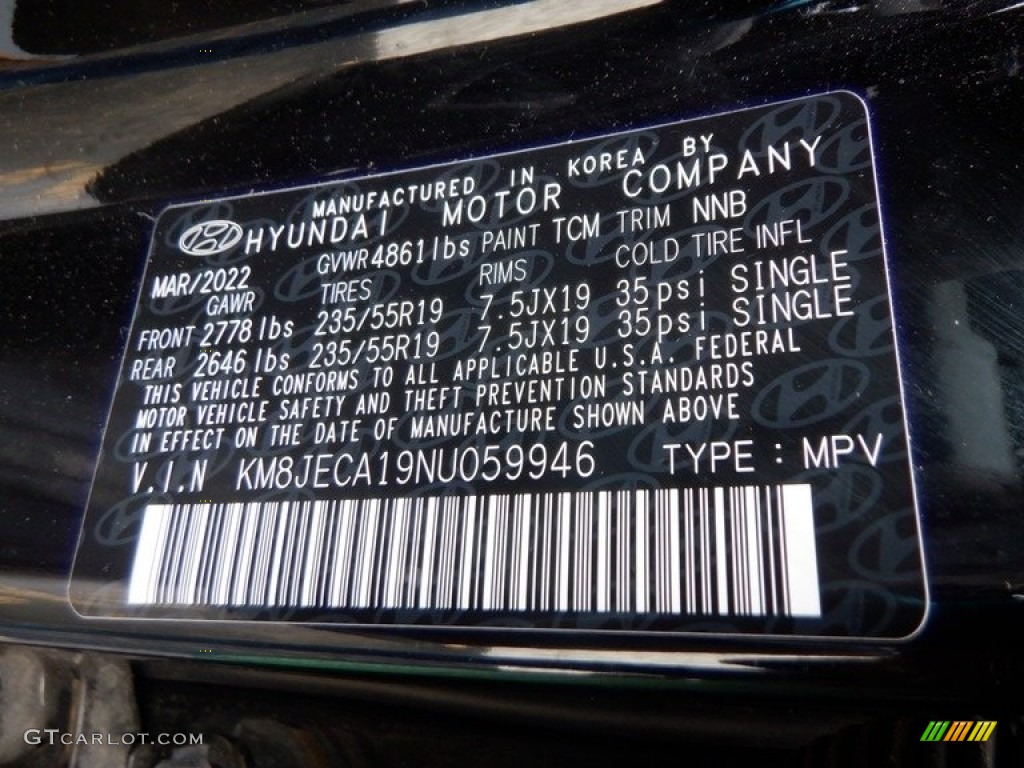 MANUFACTURED IN KOREA BY
HYUNDAI MOTOR COMPANY
MAR/2022 GVWR 4861 lbs PAINT TCM TRIM NNB
GAWR TIRES RIMS COLD TIRE INFL
FRONT 2778 lbs 235/55R19 7.5JX19 35psi SINGLE
REAR 2646 lbs 235/55R19 7.5JX19 35psi SINGLE
THIS VEHICLE CONFORMS TO ALL APPLICABLE U.S.A. FEDERAL
MOTOR VEHICLE SAFETY AND THEFT PREVENTION STANDARDS
IN EFFECT ON THE DATE OF MANUFACTURE SHOWN ABOVE
V.I.N KM8JECA19NU059946 TYPE : MPV
GTCARLOT.COM